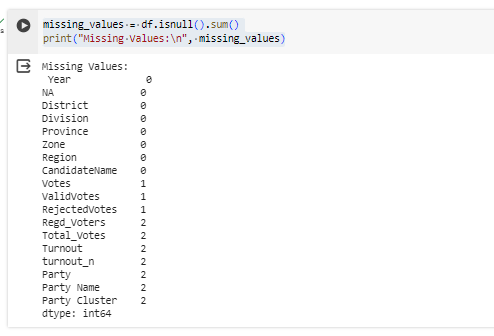 missing_values = df.isnull().sum()
print("Missing Values:\n", missing_values)
Missing Values:
Year 0
NA 0
District 0
Division 0
Province 0
Zone 0
Region 0
CandidateName 0
Votes 1
ValidVotes 1
RejectedVotes 1
Regd_Voters 2
Total_Votes 2
Turnout 2
turnout_n 2
Party 2
Party Name 2
Party Cluster 2
dtype: int64